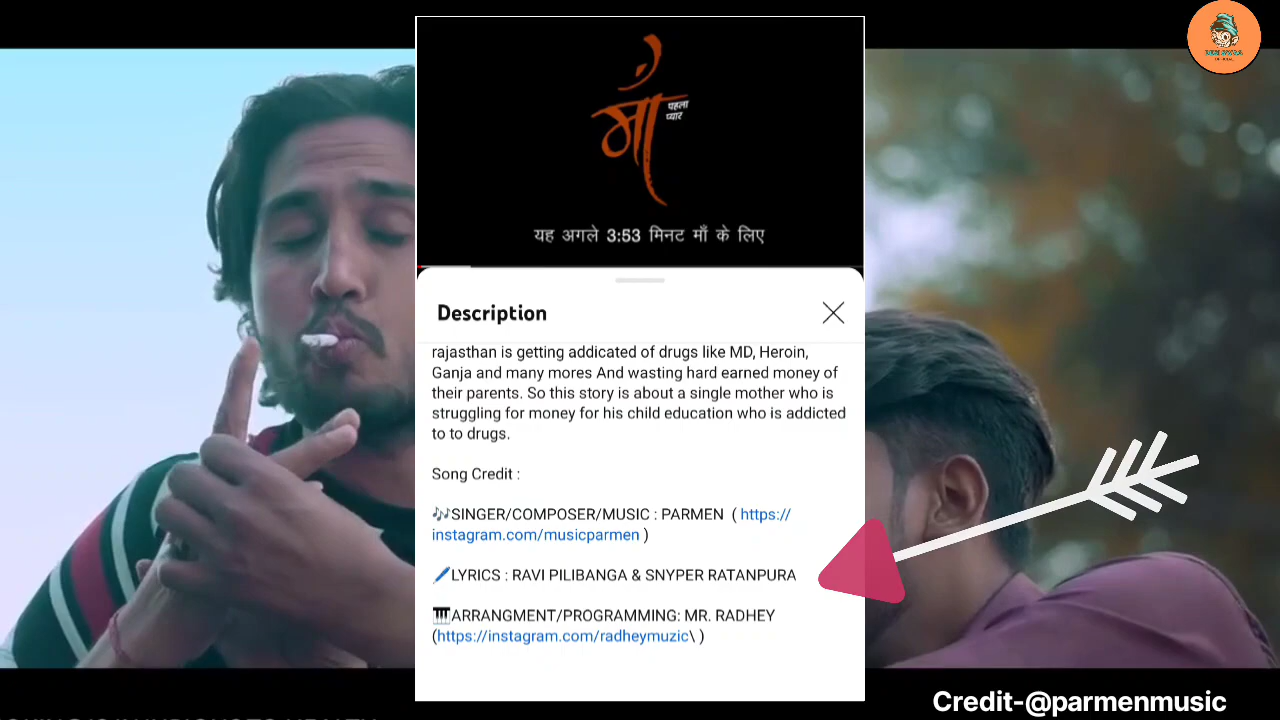 माँ
पहला
प्यार
यह अगले 3:53 मिनट माँ के लिए
Description
rajasthan is getting addicated of drugs like MD, Heroin,
Ganja and many mores And wasting hard earned money of
their parents. So this story is about a single mother who is
struggling for money for his child education who is addicted
to to drugs.
Song Credit :
🎶SINGER/COMPOSER/MUSIC : PARMEN ( https://
instagram.com/musicparmen )
🖊️LYRICS : RAVI PILIBANGA & SNYPER RATANPURA
🎹ARRANGMENT/PROGRAMMING: MR. RADHEY
(https://instagram.com/radheymuzic\ )
Credit-@parmenmusic